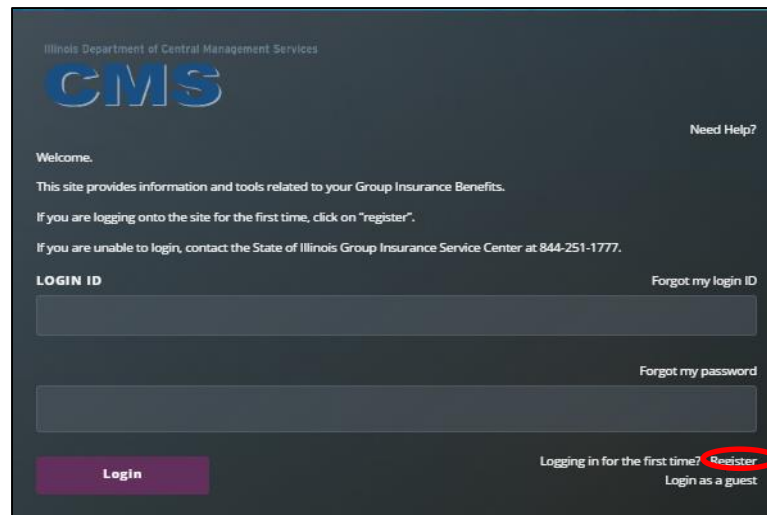 Illinois Department of Central Management Services
CMS
Need Help?
Welcome.
This site provides information and tools related to your Group Insurance Benefits.
If you are logging onto the site for the first time, click on "register".
If you are unable to login, contact the State of Illinois Group Insurance Service Center at 844-251-1777.
LOGIN ID Forgot my login ID
Forgot my password
Login Logging in for the first time? Register
Login as a guest